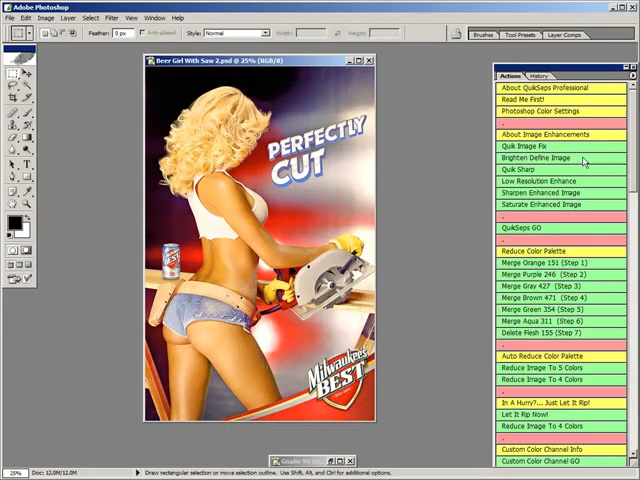 Adobe Photoshop
File Edit Image Layer Select Filter View Window Help
Feather: 0 px Anti-aliased Style: Normal Width: Height: Brushes Tool Presets Layer Comps
Beer Girl With Saw 2.psd @ 25% (RGB/8)
PERFECTLY
CUT
Milwaukee's
BEST
Actions History
About QuikSeps Professional
Read Me First!
Photoshop Color Settings
.
About Image Enhancements
Quik Image Fix
Brighten Define Image
Quik Sharp
Low Resolution Enhance
Sharpen Enhanced Image
Saturate Enhanced Image
.
QuikSeps GO
.
Reduce Color Palette
Merge Orange 151 (Step 1)
Merge Purple 246 (Step 2)
Merge Gray 427 (Step 3)
Merge Brown 471 (Step 4)
Merge Green 354 (Step 5)
Merge Aqua 311 (Step 6)
Delete Flesh 155 (Step 7)
.
Auto Reduce Color Palette
Reduce Image To 5 Colors
Reduce Image To 4 Colors
.
In A Hurry?... Just Let It Rip!
Let It Rip Now!
Reduce Image To 4 Colors
.
Custom Color Channel Info
Custom Color Channel GO
25% Doc: 12.0M/12.0M Draw rectangular selection or move selection outline. Use Shift, Alt, and Ctrl for additional options.